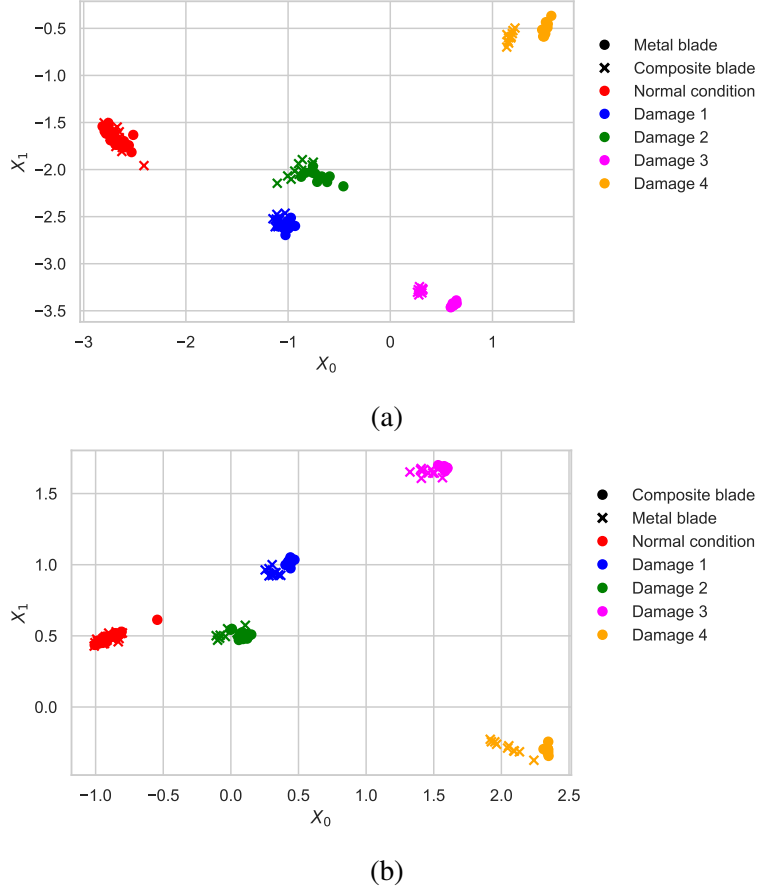 −0.5
−1.0
−1.5
−2.0
−2.5
−3.0
−3.5
X₁
−3
−2
−1
0
1
X₀
Metal blade
Composite blade
Normal condition
Damage 1
Damage 2
Damage 3
Damage 4
(a)
1.5
1.0
0.5
0.0
X₁
−1.0
−0.5
0.0
0.5
1.0
1.5
2.0
2.5
X₀
Composite blade
Metal blade
Normal condition
Damage 1
Damage 2
Damage 3
Damage 4
(b)